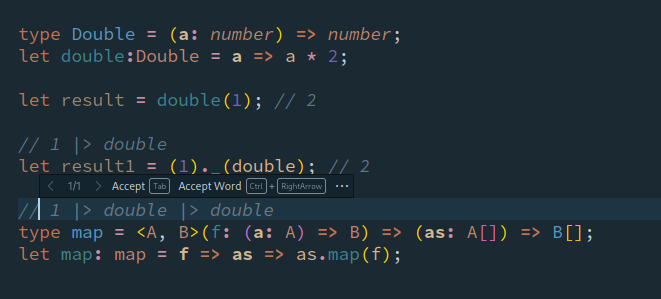 type Double = (a: number) => number;
let double:Double = a => a * 2;
let result = double(1); // 2
// 1 |> double
let result1 = (1)._(double); // 2
< 1/1 > Accept Tab Accept Word Ctrl + RightArrow ···
// 1 |> double |> double
type map = <A, B>(f: (a: A) => B) => (as: A[]) => B[];
let map: map = f => as => as.map(f);